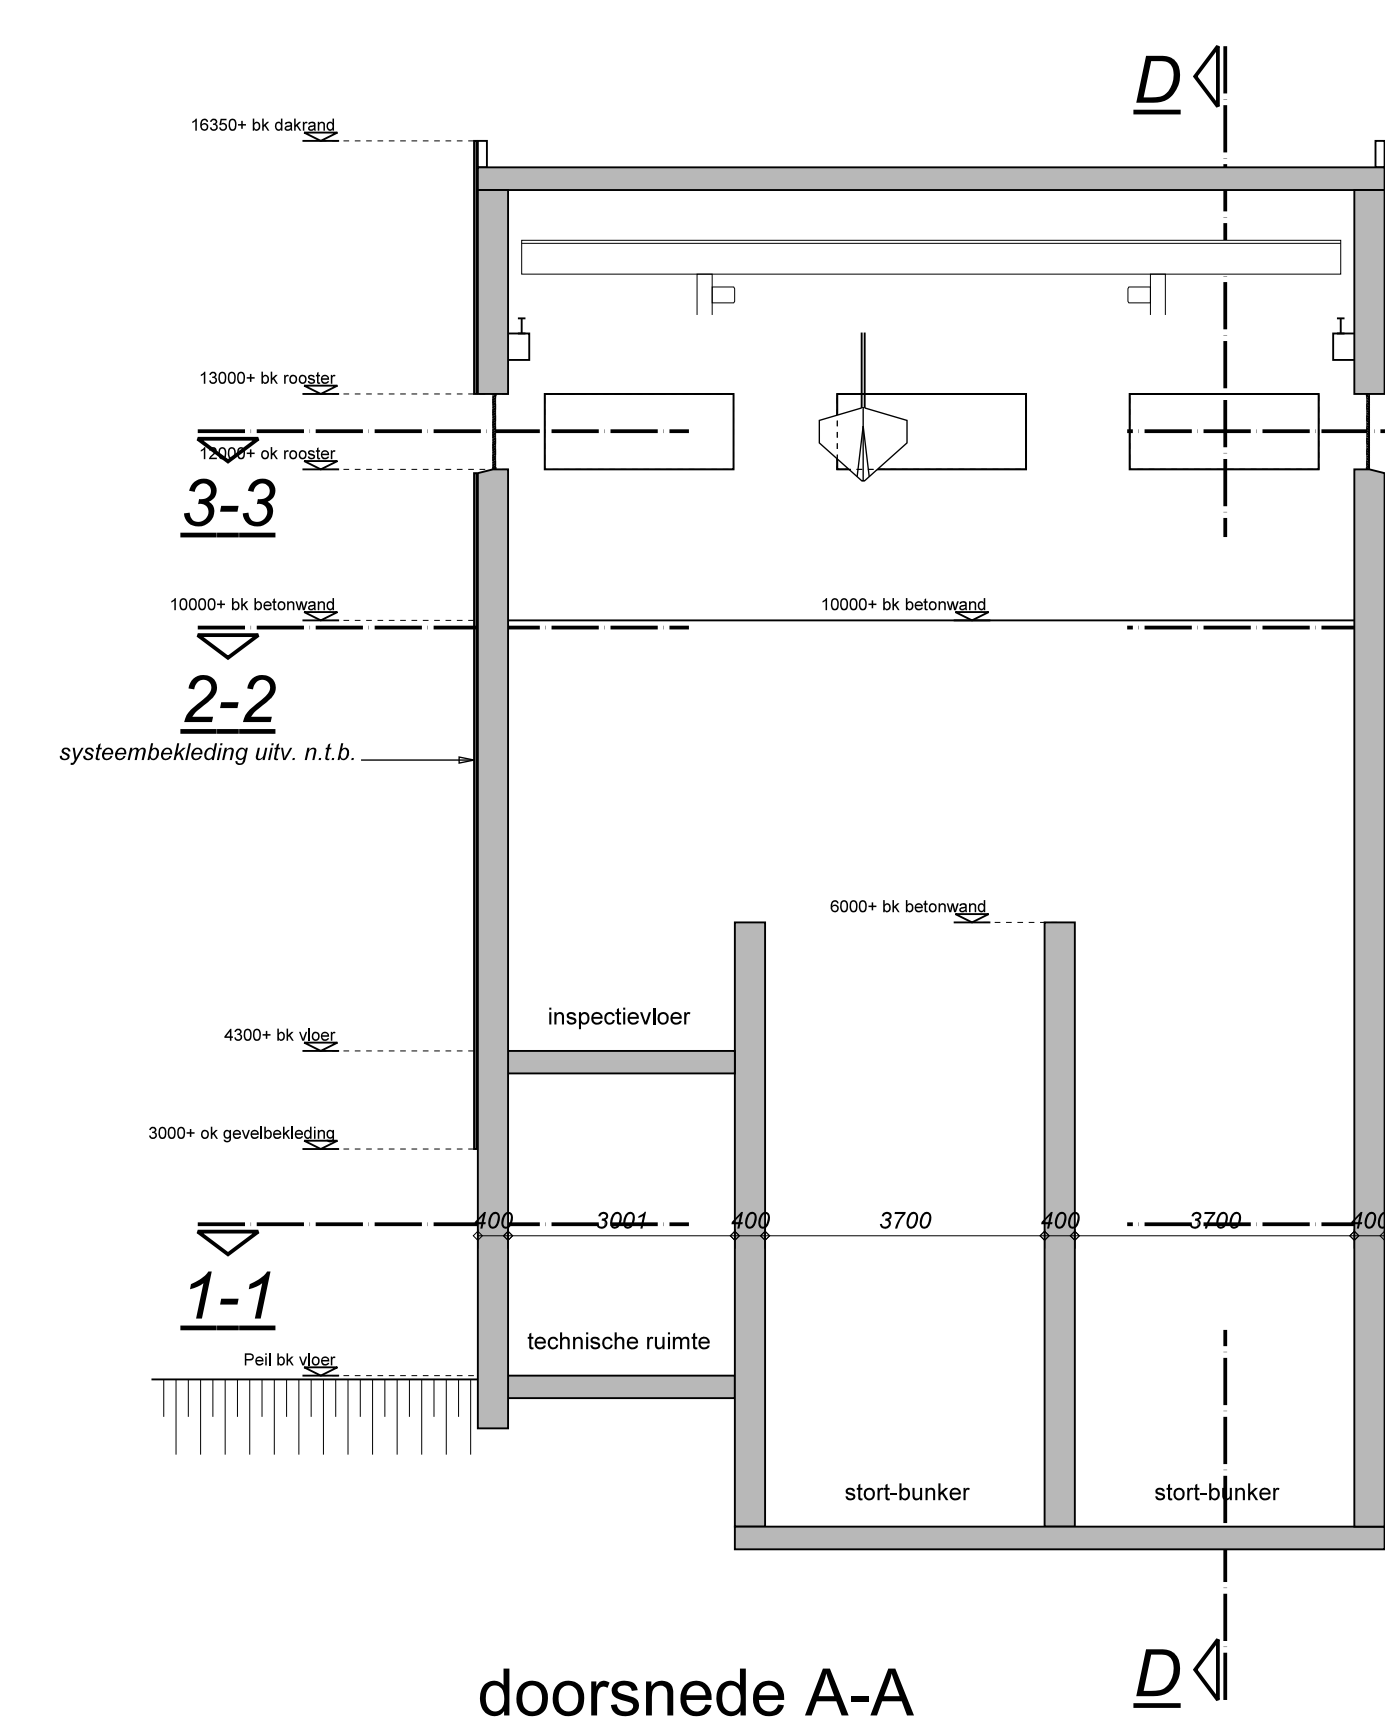 D
16350+ bk dakrand
13000+ bk rooster
12000+ ok rooster
3-3
10000+ bk betonwand 10000+ bk betonwand
2-2
systeembekleding uitv. n.t.b.
6000+ bk betonwand
inspectievloer
4300+ bk vloer
3000+ ok gevelbekleding
400 3001 400 3700 400 3700 400
1-1
technische ruimte
Peil bk vloer
stort-bunker stort-bunker
D
doorsnede A-A